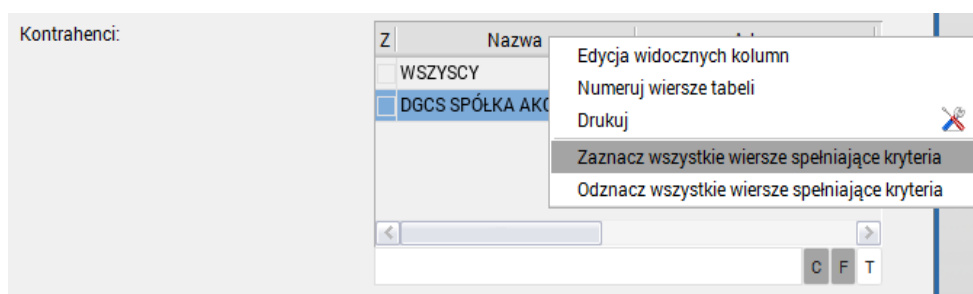 Kontrahenci:
Z Nazwa
WSZYSCY
DGCS SPÓŁKA
Edycja widocznych kolumn
Numeruj wiersze tabeli
Drukuj
Zaznacz wszystkie wiersze spełniające kryteria
Odznacz wszystkie wiersze spełniające kryteria
C F T